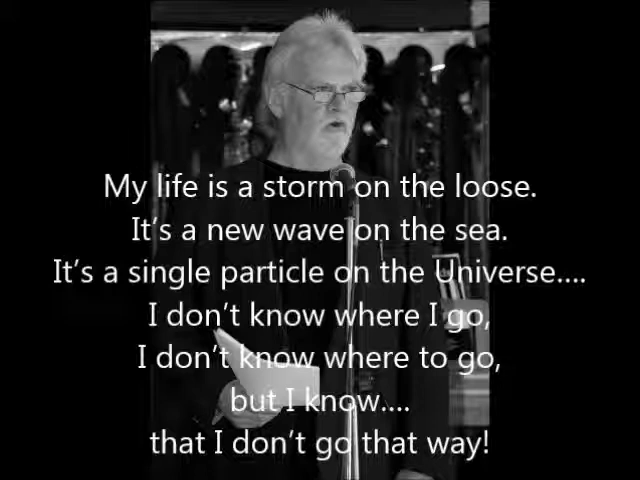 My life is a storm on the loose.
It’s a new wave on the sea.
It’s a single particle on the Universe....
I don’t know where I go,
I don’t know where to go,
but I know....
that I don’t go that way!